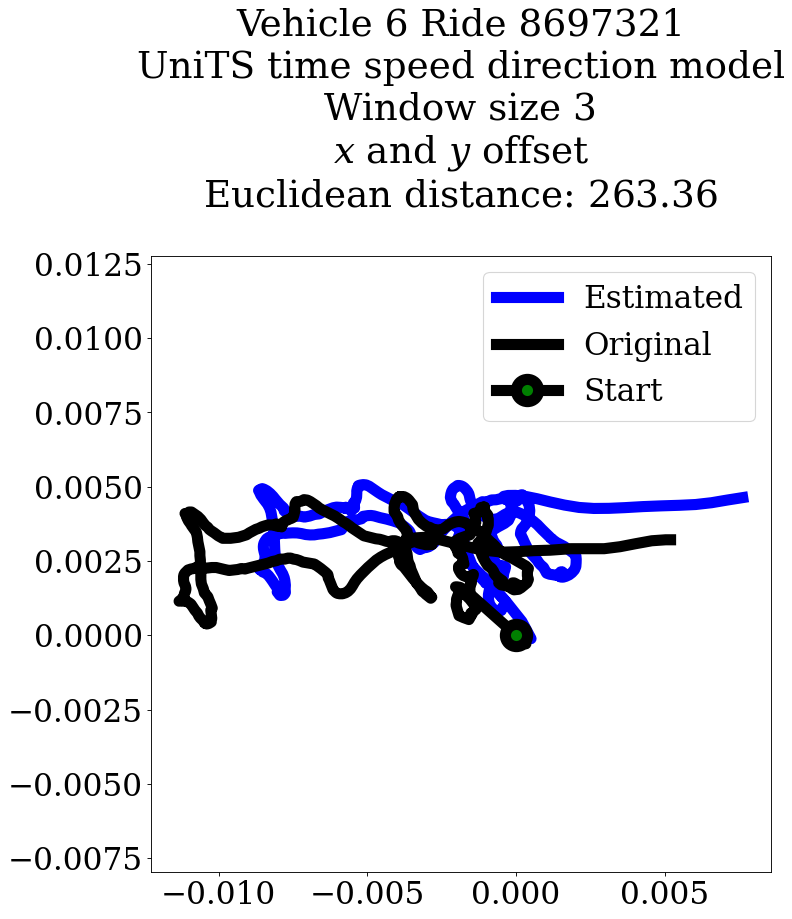 Vehicle 6 Ride 8697321
UniTS time speed direction model
Window size 3
x and y offset
Euclidean distance: 263.36
0.0125
0.0100
0.0075
0.0050
0.0025
0.0000
−0.0025
−0.0050
−0.0075
Estimated
Original
Start
−0.010 −0.005 0.000 0.005